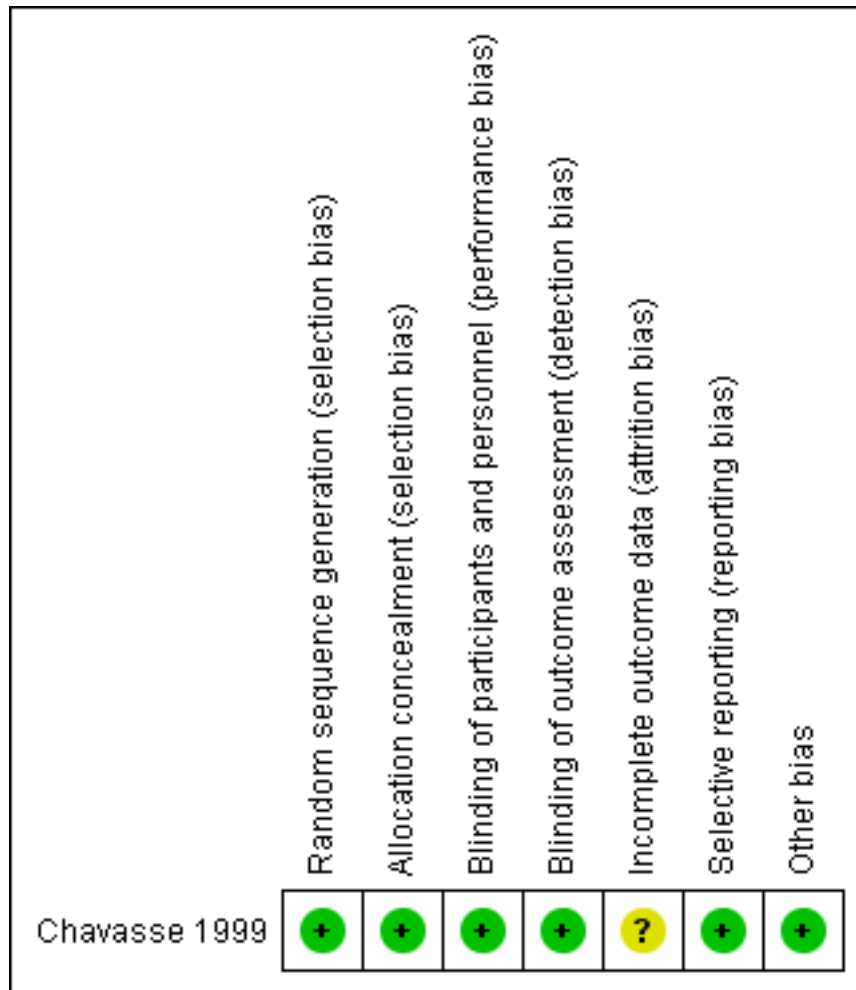 Random sequence generation (selection bias)
Allocation concealment (selection bias)
Blinding of participants and personnel (performance bias)
Blinding of outcome assessment (detection bias)
Incomplete outcome data (attrition bias)
Selective reporting (reporting bias)
Other bias
Chavasse 1999 + + + + ? + +